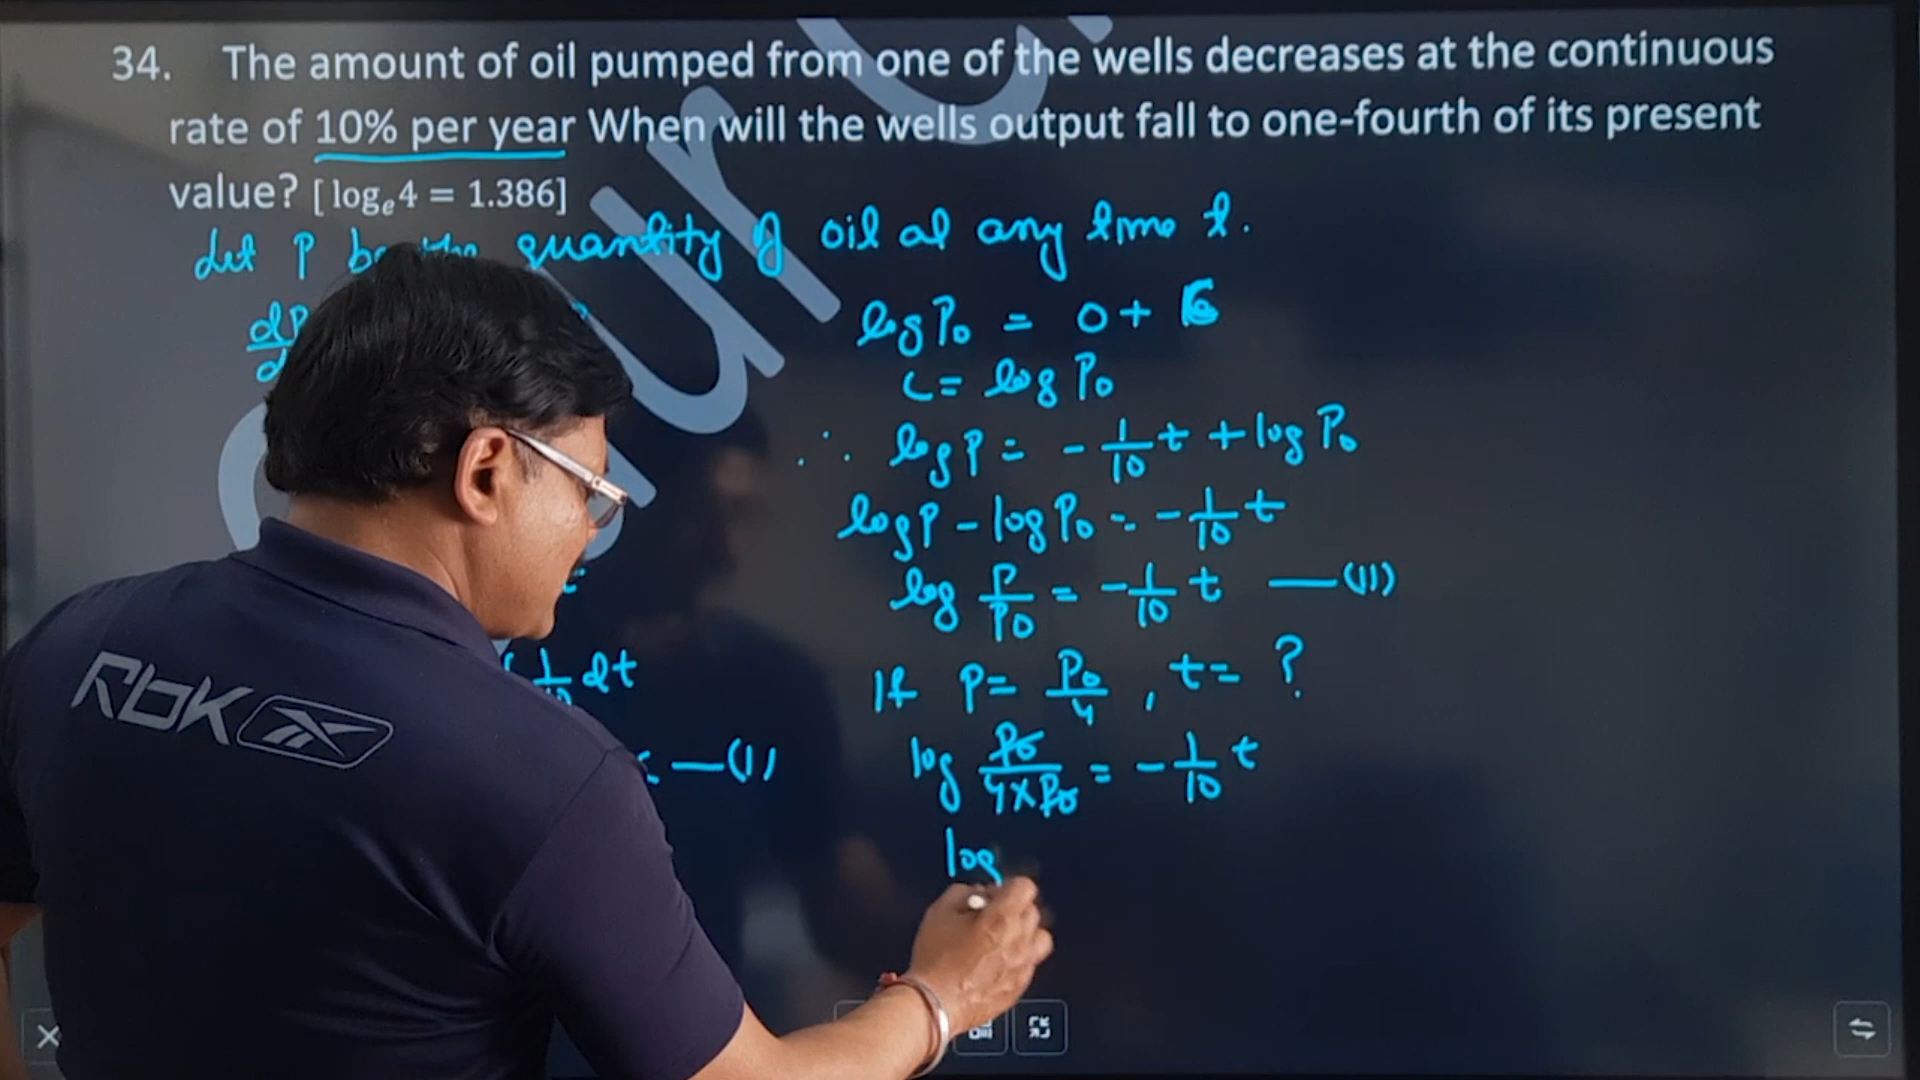 34. The amount of oil pumped from one of the wells decreases at the continuous
rate of 10% per year When will the wells output fall to one-fourth of its present
value? [logₑ4 = 1.386]
Let P be the quantity of oil at any time t.
dP
log P₀ = 0 + C
C = log P₀
∴ log P = - 1/10 t + log P₀
log P - log P₀ = - 1/10 t
log P/P₀ = - 1/10 t —(II)
1/10 dt
If P = P₀/4 , t = ?
—(I)
log P₀/4×P₀ = - 1/10 t
log
Rbk